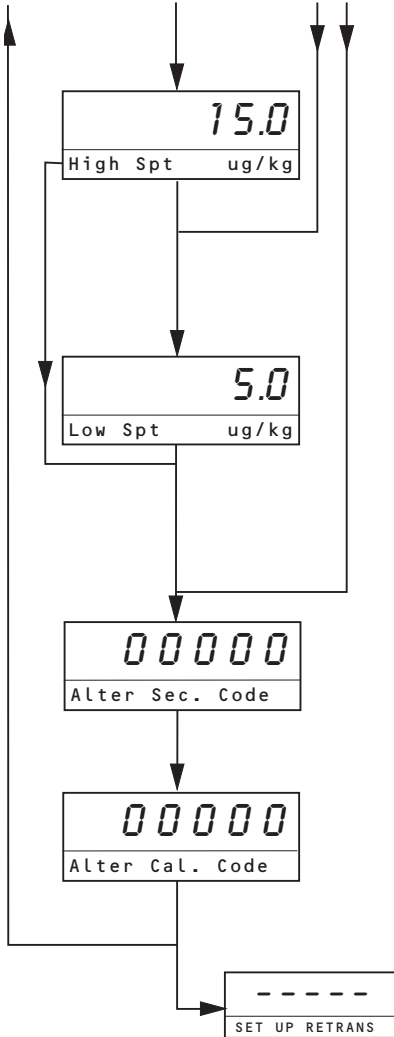 15.0
High Spt ug/kg
5.0
Low Spt ug/kg
00000
Alter Sec. Code
00000
Alter Cal. Code
-----
SET UP RETRANS